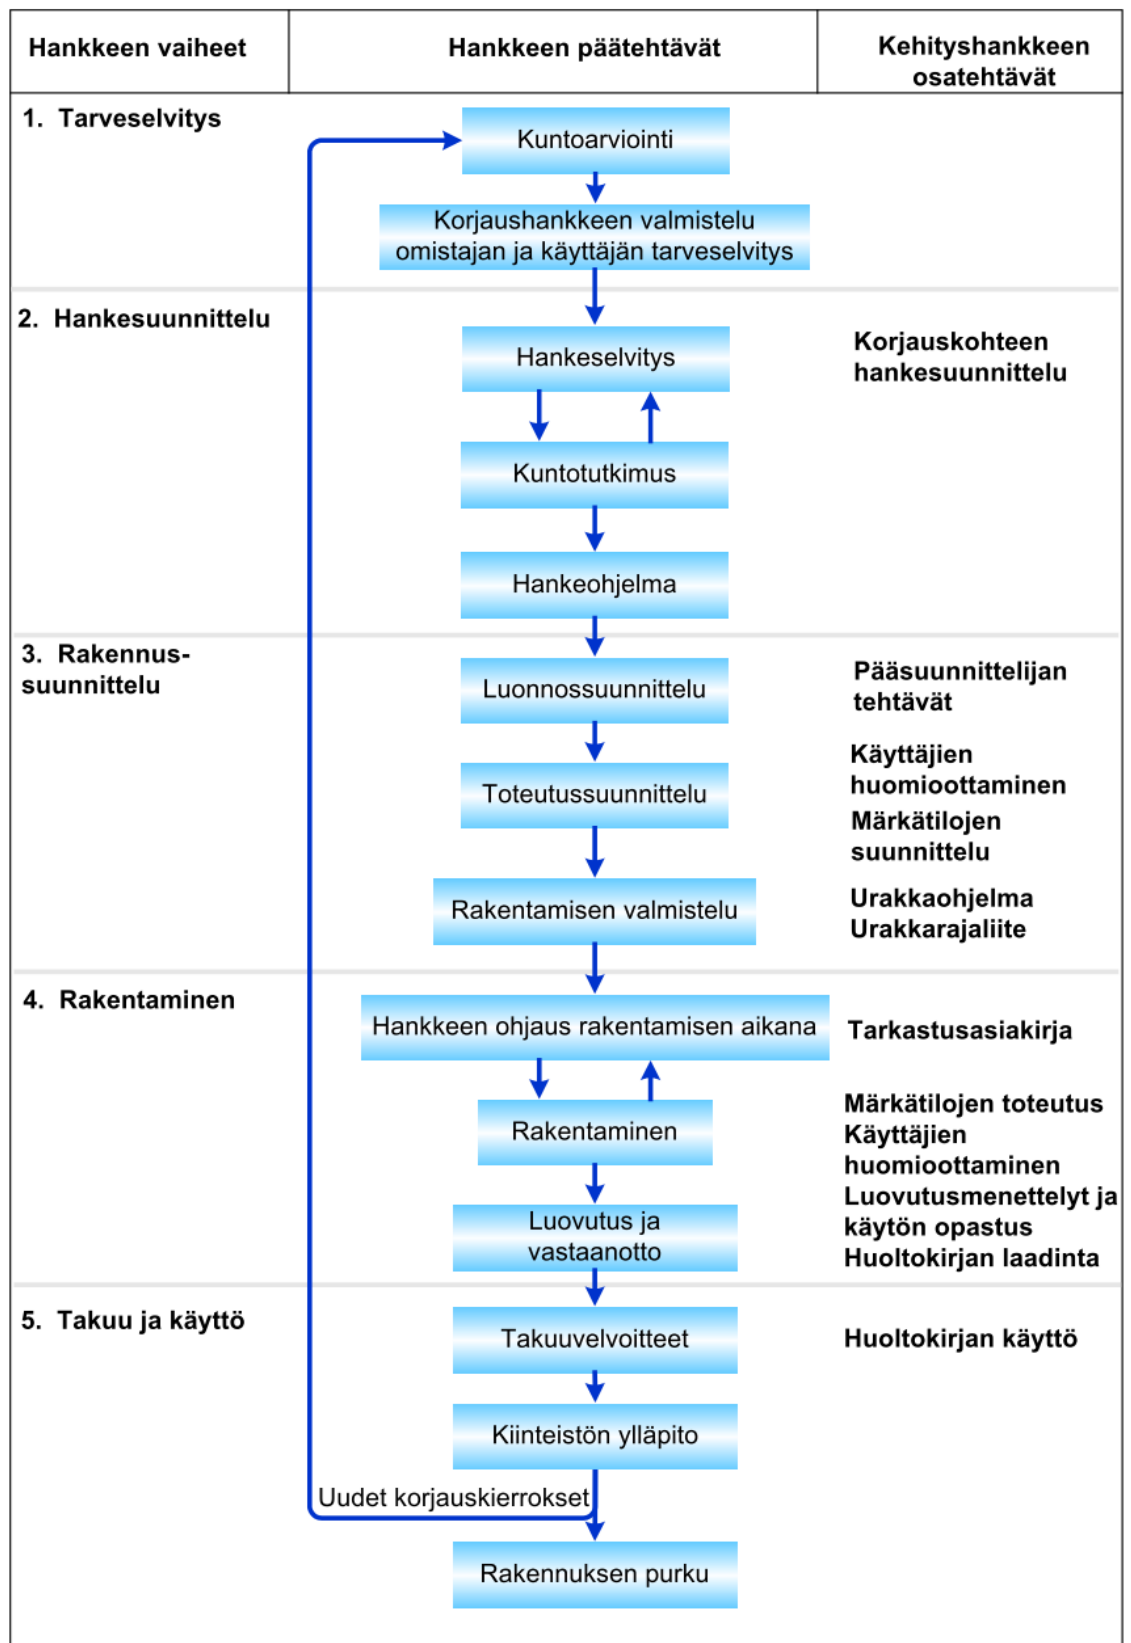 Hankkeen vaiheet
Hankkeen päätehtävät
Kehityshankkeen
osatehtävät
1. Tarveselvitys
Kuntoarviointi
Korjaushankkeen valmistelu
omistajan ja käyttäjän tarveselvitys
2. Hankesuunnittelu
Hankeselvitys
Korjauskohteen
hankesuunnittelu
Kuntotutkimus
Hankeohjelma
3. Rakennus-
suunnittelu
Luonnossuunnittelu
Pääsuunnittelijan
tehtävät
Toteutussuunnittelu
Käyttäjien
huomioottaminen
Märkätilojen
suunnittelu
Rakentamisen valmistelu
Urakkaohjelma
Urakkarajaliite
4. Rakentaminen
Hankkeen ohjaus rakentamisen aikana
Tarkastusasiakirja
Rakentaminen
Märkätilojen toteutus
Käyttäjien
huomioottaminen
Luovutusmenettelyt ja
käytön opastus
Huoltokirjan laadinta
Luovutus ja
vastaanotto
5. Takuu ja käyttö
Takuuvelvoitteet
Huoltokirjan käyttö
Kiinteistön ylläpito
Uudet korjauskierrokset
Rakennuksen purku